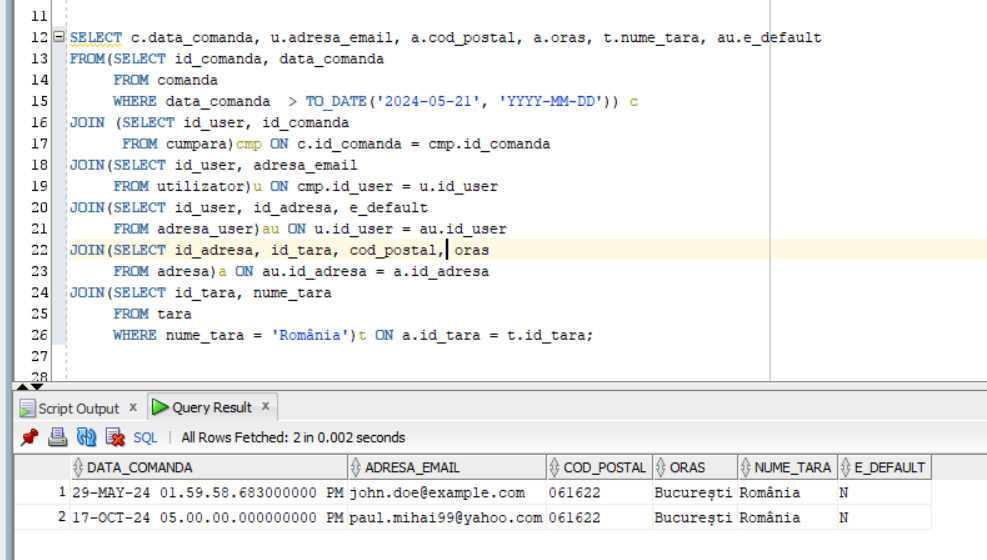 11
12 SELECT c.data_comanda, u.adresa_email, a.cod_postal, a.oras, t.nume_tara, au.e_default
13 FROM(SELECT id_comanda, data_comanda
14 FROM comanda
15 WHERE data_comanda > TO_DATE('2024-05-21', 'YYYY-MM-DD')) c
16 JOIN (SELECT id_user, id_comanda
17 FROM cumpara)cmp ON c.id_comanda = cmp.id_comanda
18 JOIN(SELECT id_user, adresa_email
19 FROM utilizator)u ON cmp.id_user = u.id_user
20 JOIN(SELECT id_user, id_adresa, e_default
21 FROM adresa_user)au ON u.id_user = au.id_user
22 JOIN(SELECT id_adresa, id_tara, cod_postal, oras
23 FROM adresa)a ON au.id_adresa = a.id_adresa
24 JOIN(SELECT id_tara, nume_tara
25 FROM tara
26 WHERE nume_tara = 'România')t ON a.id_tara = t.id_tara;
27
28
Script Output x Query Result x
SQL | All Rows Fetched: 2 in 0.002 seconds
DATA_COMANDA ADRESA_EMAIL COD_POSTAL ORAS NUME_TARA E_DEFAULT
1 29-MAY-24 01.59.58.683000000 PM john.doe@example.com 061622 București România N
2 17-OCT-24 05.00.00.000000000 PM paul.mihai99@yahoo.com 061622 București România N